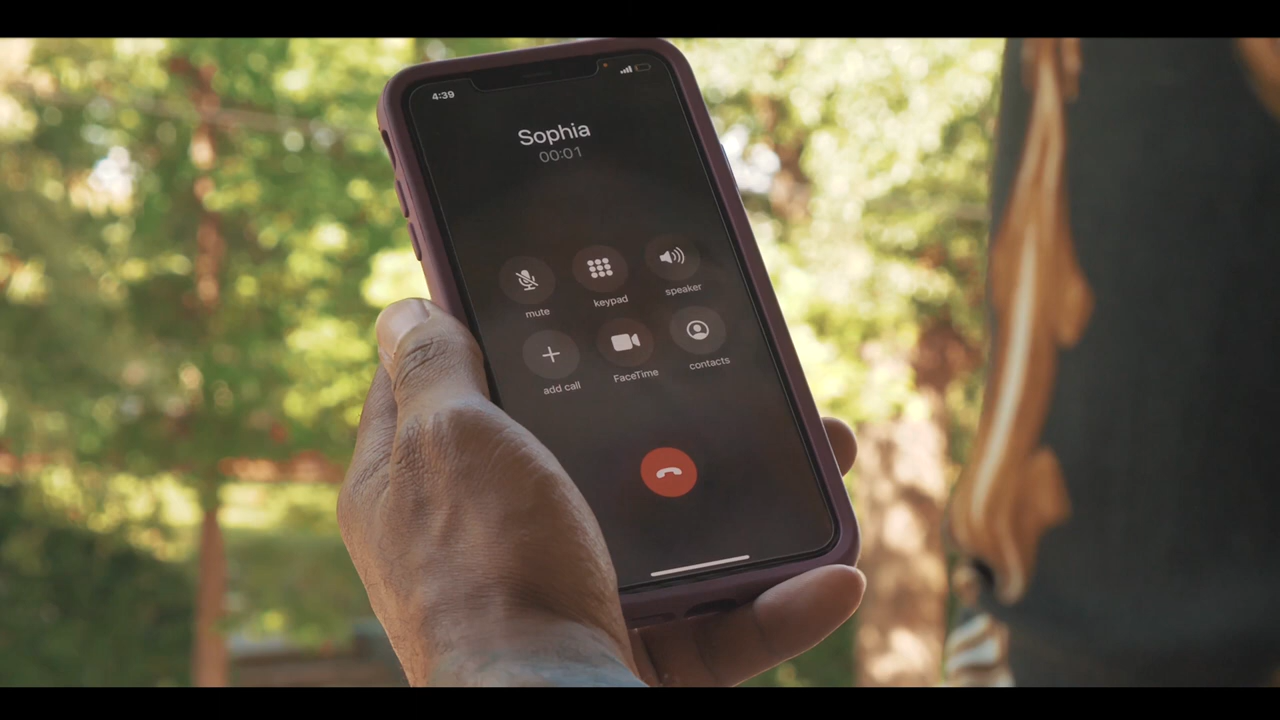 4:39
Sophia
00:01
mute
keypad
speaker
add call
FaceTime
contacts